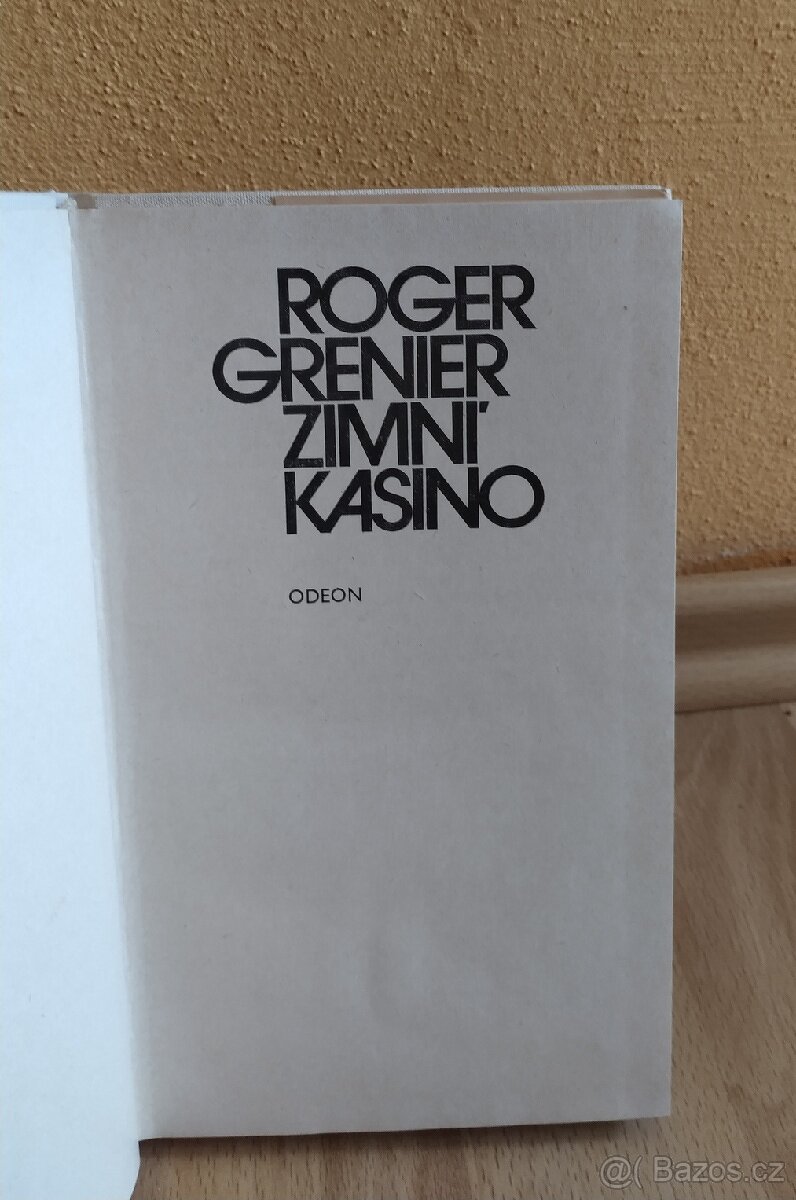 ROGER
GRENIER
ZIMNÍ
KASINO
ODEON
@( Bazos.cz